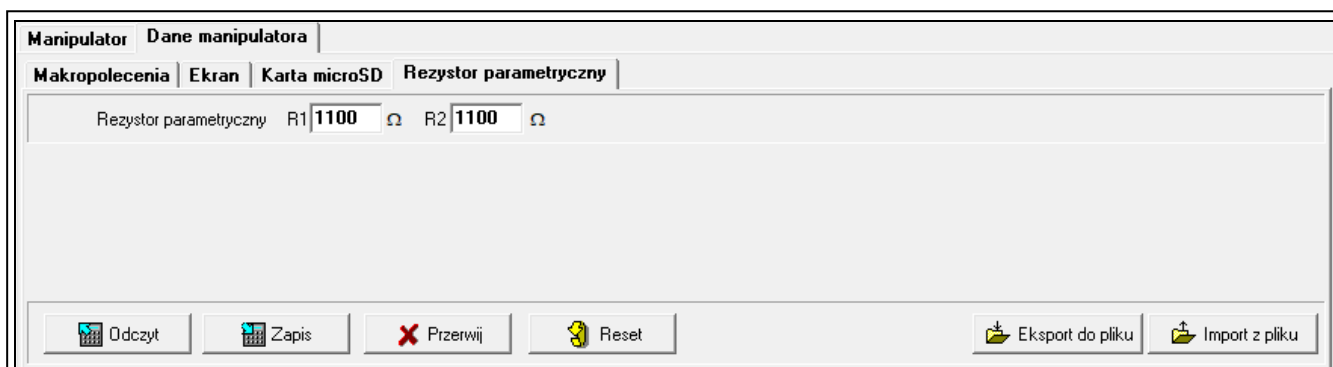 Manipulator Dane manipulatora
Makropolecenia Ekran Karta microSD Rezystor parametryczny
Rezystor parametryczny R1 1100 Ω R2 1100 Ω
Odczyt Zapis Przerwij Reset Eksport do pliku Import z pliku